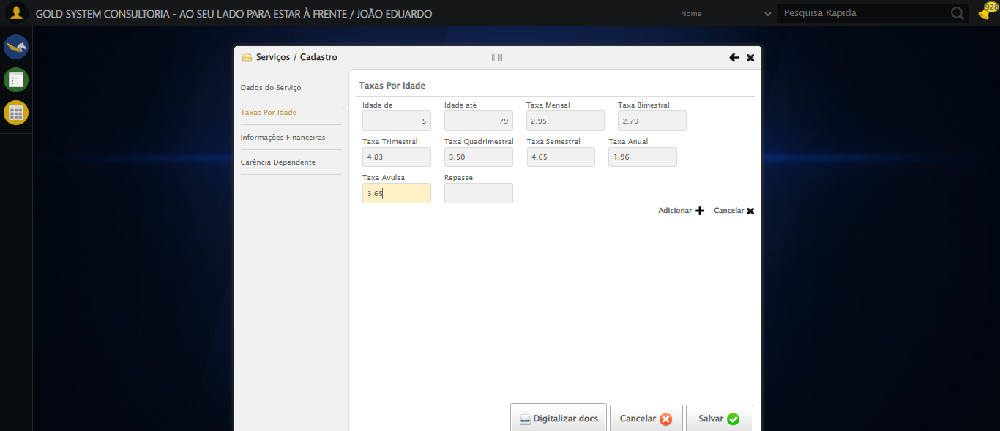 GOLD SYSTEM CONSULTORIA - AO SEU LADO PARA ESTAR À FRENTE / JOÃO EDUARDO
Nome
Pesquisa Rapida
928
Serviços / Cadastro
Dados do Serviço
Taxas Por Idade
Informações Financeiras
Carência Dependente
Taxas Por Idade
Idade de Idade até Taxa Mensal Taxa Bimestral
5 79 2,95 2,79
Taxa Trimestral Taxa Quadrimestral Taxa Semestral Taxa Anual
4,83 3,50 4,65 1,96
Taxa Avulsa Repasse
3,65
Adicionar Cancelar
Digitalizar docs Cancelar Salvar